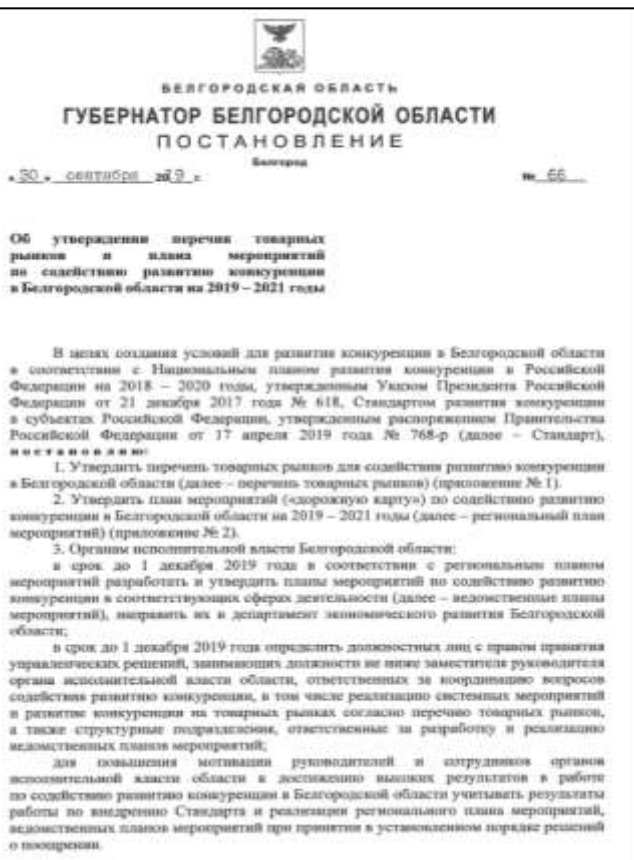 БЕЛГОРОДСКАЯ ОБЛАСТЬ
ГУБЕРНАТОР БЕЛГОРОДСКОЙ ОБЛАСТИ
ПОСТАНОВЛЕНИЕ
Белгород
« 30 » сентября 2019 г.
№ 66
Об утверждении перечня товарных
рынков и плана мероприятий
по содействию развитию конкуренции
в Белгородской области на 2019 – 2021 годы
В целях создания условий для развития конкуренции в Белгородской области
в соответствии с Национальным планом развития конкуренции в Российской
Федерации на 2018 – 2020 годы, утвержденным Указом Президента Российской
Федерации от 21 декабря 2017 года № 618, Стандартом развития конкуренции
в субъектах Российской Федерации, утвержденным распоряжением Правительства
Российской Федерации от 17 апреля 2019 года № 768-р (далее – Стандарт),
постановляю:
1. Утвердить перечень товарных рынков для содействия развитию конкуренции
в Белгородской области (далее – перечень товарных рынков) (приложение № 1).
2. Утвердить план мероприятий («дорожную карту») по содействию развитию
конкуренции в Белгородской области на 2019 – 2021 годы (далее – региональный план
мероприятий) (приложение № 2).
3. Органам исполнительной власти Белгородской области:
в срок до 1 декабря 2019 года в соответствии с региональным планом
мероприятий разработать и утвердить планы мероприятий по содействию развитию
конкуренции в соответствующих сферах деятельности (далее – ведомственные планы
мероприятий), направить их в департамент экономического развития Белгородской
области;
в срок до 1 декабря 2019 года определить должностных лиц с правом принятия
управленческих решений, занимающих должности не ниже заместителя руководителя
органа исполнительной власти области, ответственных за координацию вопросов
содействия развитию конкуренции, в том числе реализацию системных мероприятий
и развитие конкуренции на товарных рынках согласно перечню товарных рынков,
а также структурные подразделения, ответственные за разработку и реализацию
ведомственных планов мероприятий;
для повышения мотивации руководителей и сотрудников органов
исполнительной власти области к достижению высоких результатов в работе
по содействию развитию конкуренции в Белгородской области учитывать результаты
работы по внедрению Стандарта и реализации регионального плана мероприятий,
ведомственных планов мероприятий при принятии в установленном порядке решений
о поощрении.